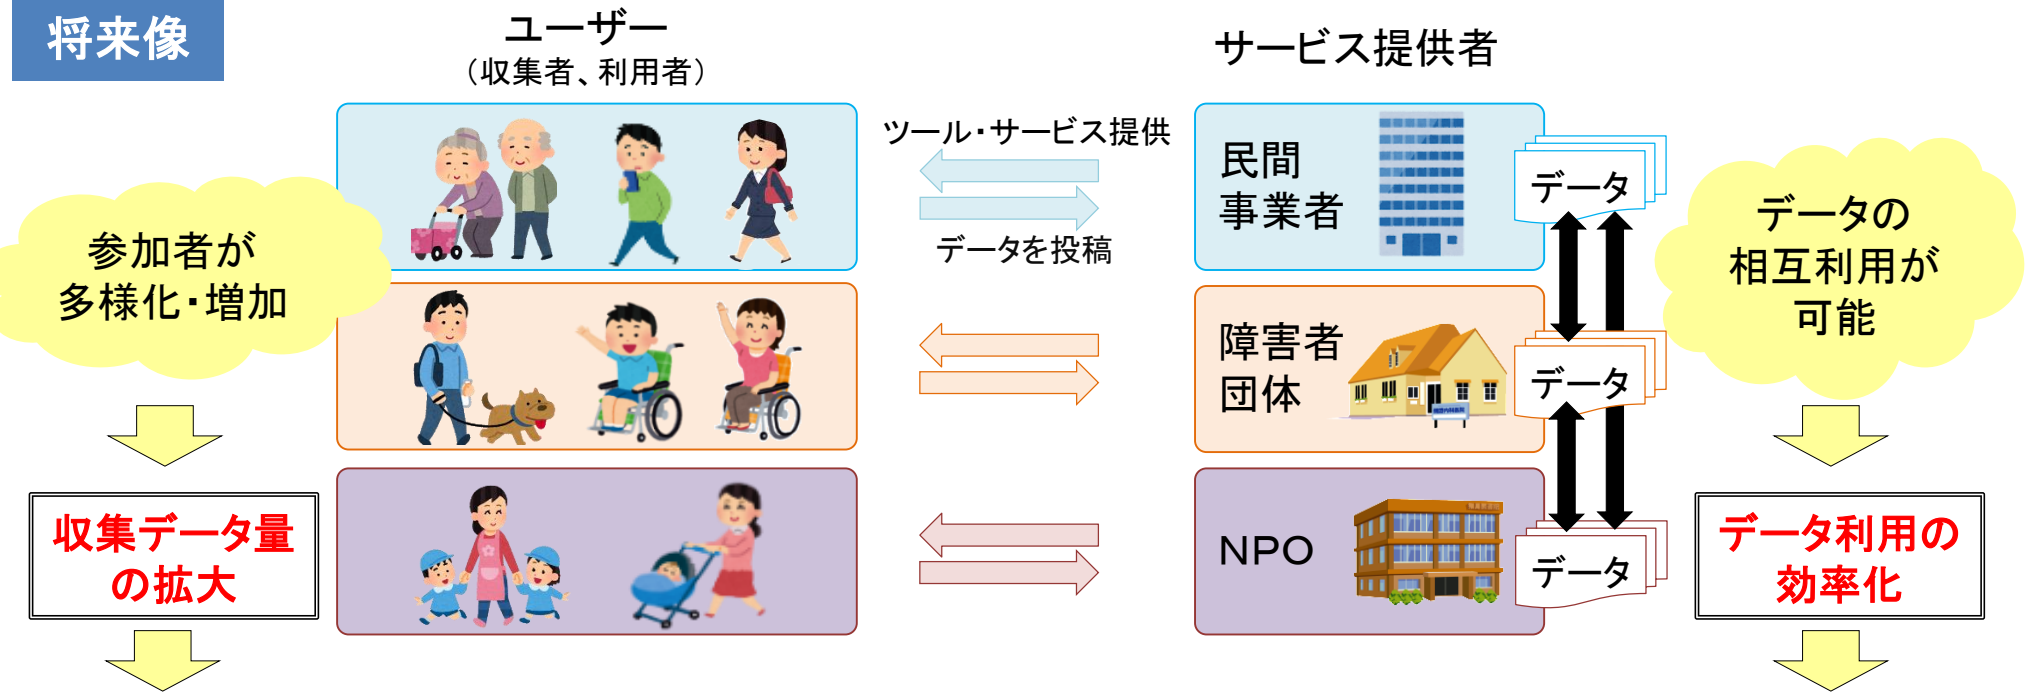 将来像
ユーザー
（収集者、利用者）
サービス提供者
ツール・サービス提供
データを投稿
民間
事業者
データ
参加者が
多様化・増加
データの
相互利用が
可能
障害者
団体
データ
収集データ量
の拡大
NPO
データ
データ利用の
効率化